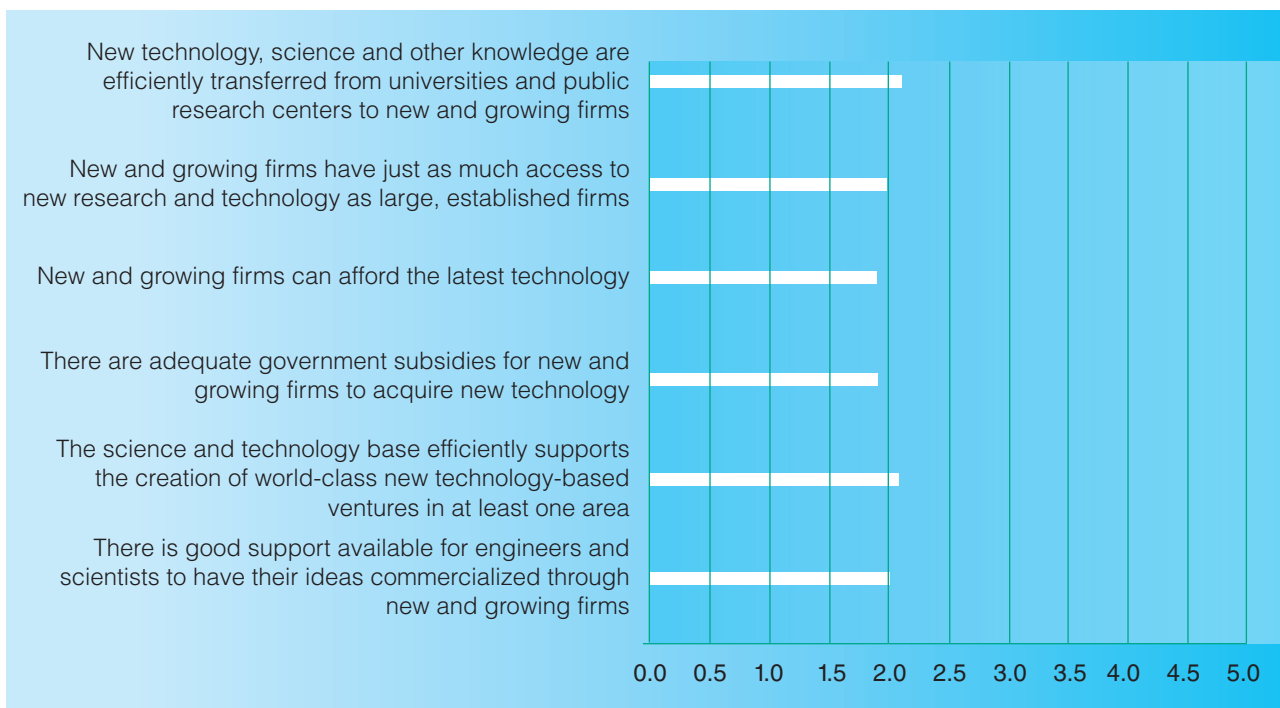 New technology, science and other knowledge are
efficiently transferred from universities and public
research centers to new and growing firms
New and growing firms have just as much access to
new research and technology as large, established firms
New and growing firms can afford the latest technology
There are adequate government subsidies for new and
growing firms to acquire new technology
The science and technology base efficiently supports
the creation of world-class new technology-based
ventures in at least one area
There is good support available for engineers and
scientists to have their ideas commercialized through
new and growing firms
0.0 0.5 1.0 1.5 2.0 2.5 3.0 3.5 4.0 4.5 5.0